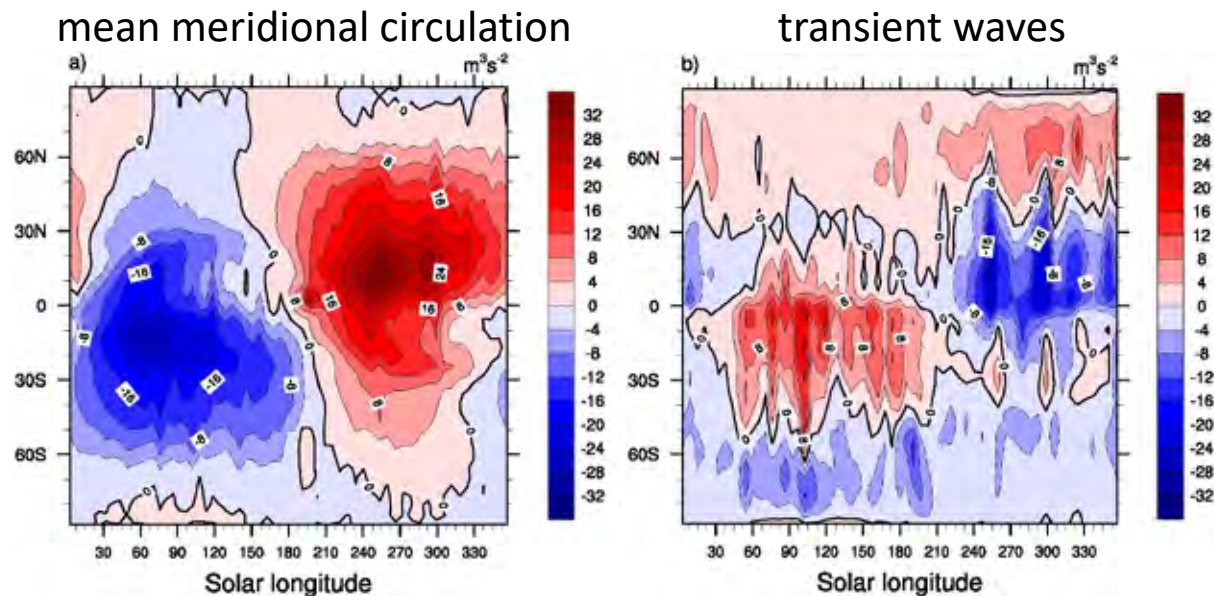 mean meridional circulation
transient waves
a)
m³s⁻²
b)
m³s⁻²
60N
30N
0
30S
60S
30 60 90 120 150 180 210 240 270 300 330
Solar longitude
32
28
24
20
16
12
8
4
0
-4
-8
-12
-16
-20
-24
-28
-32
60N
30N
0
30S
60S
30 60 90 120 150 180 210 240 270 300 330
Solar longitude
32
28
24
20
16
12
8
4
0
-4
-8
-12
-16
-20
-24
-28
-32